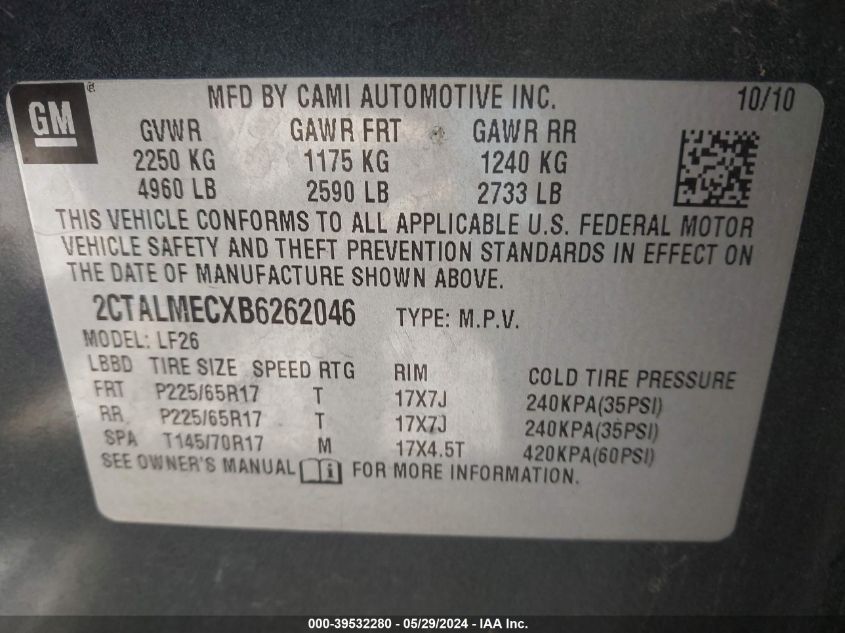 GM ®
MFD BY CAMI AUTOMOTIVE INC. 10/10
GVWR GAWR FRT GAWR RR
2250 KG 1175 KG 1240 KG
4960 LB 2590 LB 2733 LB
THIS VEHICLE CONFORMS TO ALL APPLICABLE U.S. FEDERAL MOTOR
VEHICLE SAFETY AND THEFT PREVENTION STANDARDS IN EFFECT ON
THE DATE OF MANUFACTURE SHOWN ABOVE.
2CTALMECXB6262046 TYPE: M.P.V.
MODEL: LF26
LBBD TIRE SIZE SPEED RTG RIM COLD TIRE PRESSURE
FRT P225/65R17 T 17X7J 240KPA(35PSI)
RR P225/65R17 T 17X7J 240KPA(35PSI)
SPA T145/70R17 M 17X4.5T 420KPA(60PSI)
SEE OWNER'S MANUAL i FOR MORE INFORMATION.
000-39532280 - 05/29/2024 - IAA Inc.